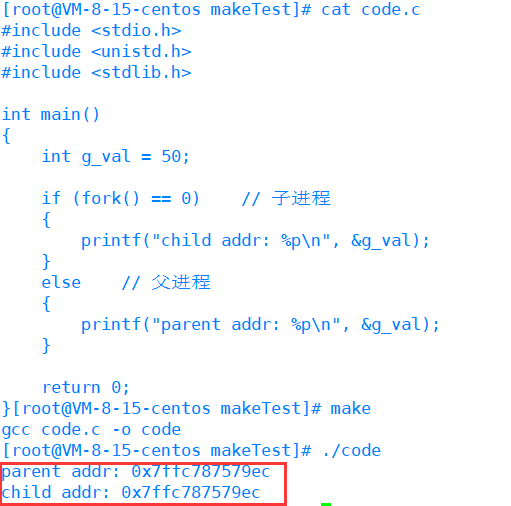 [root@VM-8-15-centos makeTest]# cat code.c
#include <stdio.h>
#include <unistd.h>
#include <stdlib.h>

int main()
{
    int g_val = 50;

    if (fork() == 0)    // 子进程
    {
        printf("child addr: %p\n", &g_val);
    }
    else    // 父进程
    {
        printf("parent addr: %p\n", &g_val);
    }

    return 0;
}[root@VM-8-15-centos makeTest]# make
gcc code.c -o code
[root@VM-8-15-centos makeTest]# ./code
parent addr: 0x7ffc787579ec
child addr: 0x7ffc787579ec